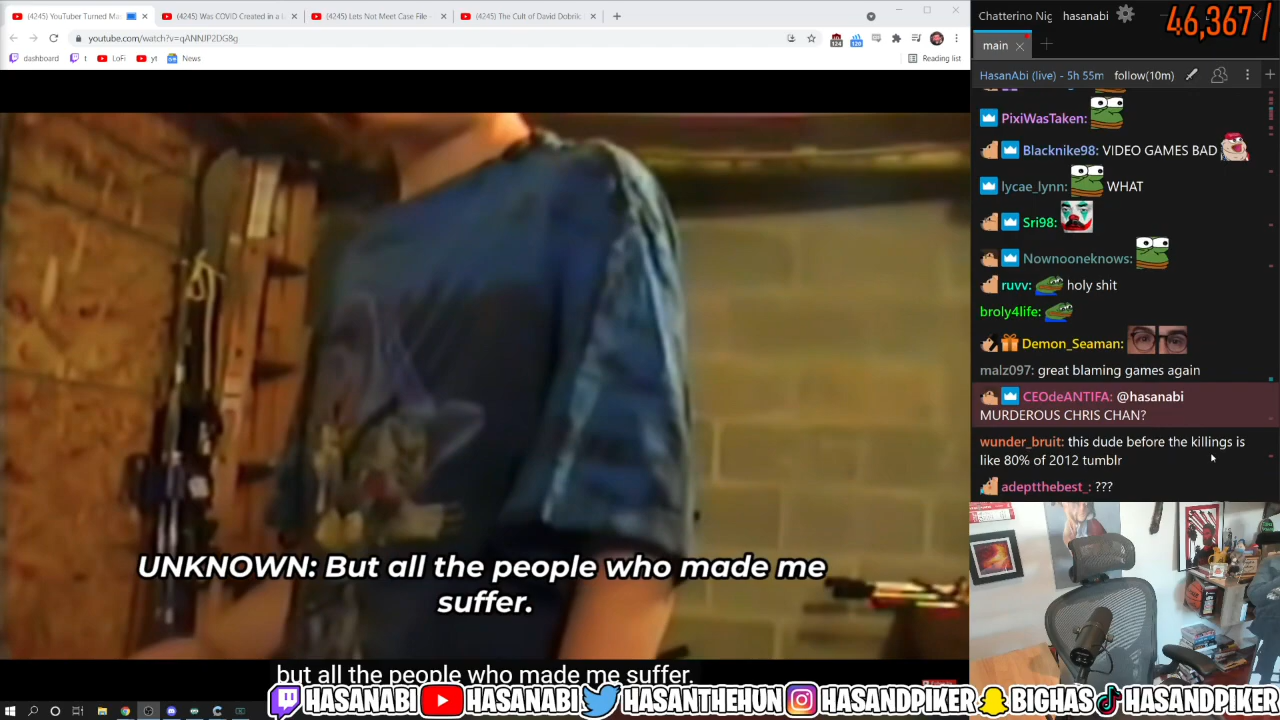 (4245) YouTuber Turned Ma
(4245) Was COVID Created in a l
(4245) Lets Not Meet Case File -
(4245) The Cult of David Dobrik:
youtube.com/watch?v=qANNJP2DG8g
124
120
dashboard
t
LoFi
yt
News
Reading list
UNKNOWN: But all the people who made me
suffer.
but all the people who made me suffer.
Chatterino Nig
hasanabi
46,367 /
main
HasanAbi (live) - 5h 55m
follow(10m)
PixiWasTaken:
Blacknike98: VIDEO GAMES BAD
lycae_lynn: WHAT
Sri98:
Nownooneknows:
ruvv: holy shit
broly4life:
Demon_Seaman:
malz097: great blaming games again
CEOdeANTIFA: @hasanabi
MURDEROUS CHRIS CHAN?
wunder_bruit: this dude before the killings is
like 80% of 2012 tumblr
adeptthebest_: ???
HASANABI
HASANABI
HASANTHEHUN
HASANDPIKER
BIGHAS
HASANDPIKER